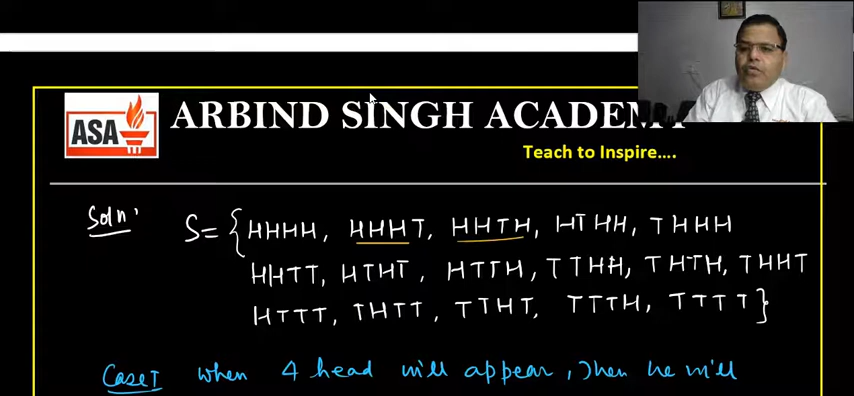 ASA
ARBIND SINGH ACADEMY
Teach to Inspire....
Soln'
S= { HHHH, HHHT, HHTH, HTHH, THHH
HHTT, HTHT, HTTH, TTHH, THTH, THHT
HTTT, THTT, TTHT, TTTH, TTTT }
Case I when 4 head will appear, then he will